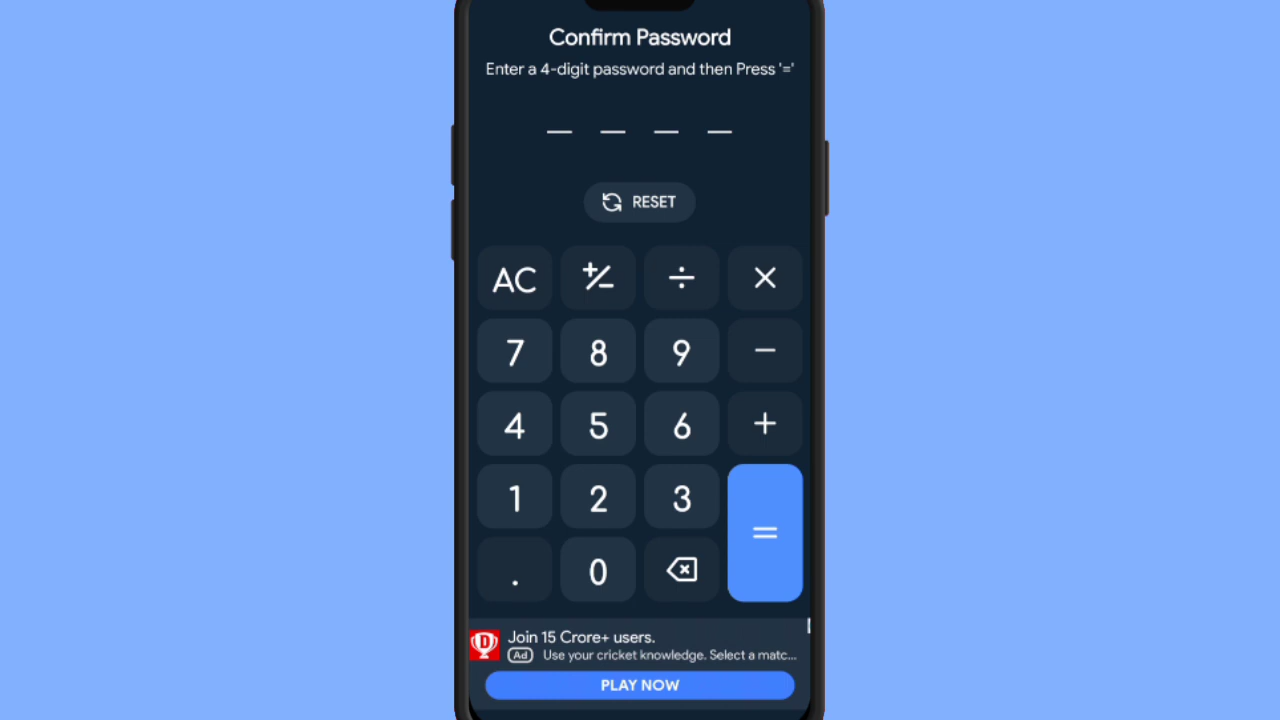 Confirm Password
Enter a 4-digit password and then Press '='
RESET
AC +/− ÷ ×
7 8 9 −
4 5 6 +
1 2 3
=
. 0
D Join 15 Crore+ users.
Ad Use your cricket knowledge. Select a matc...
PLAY NOW